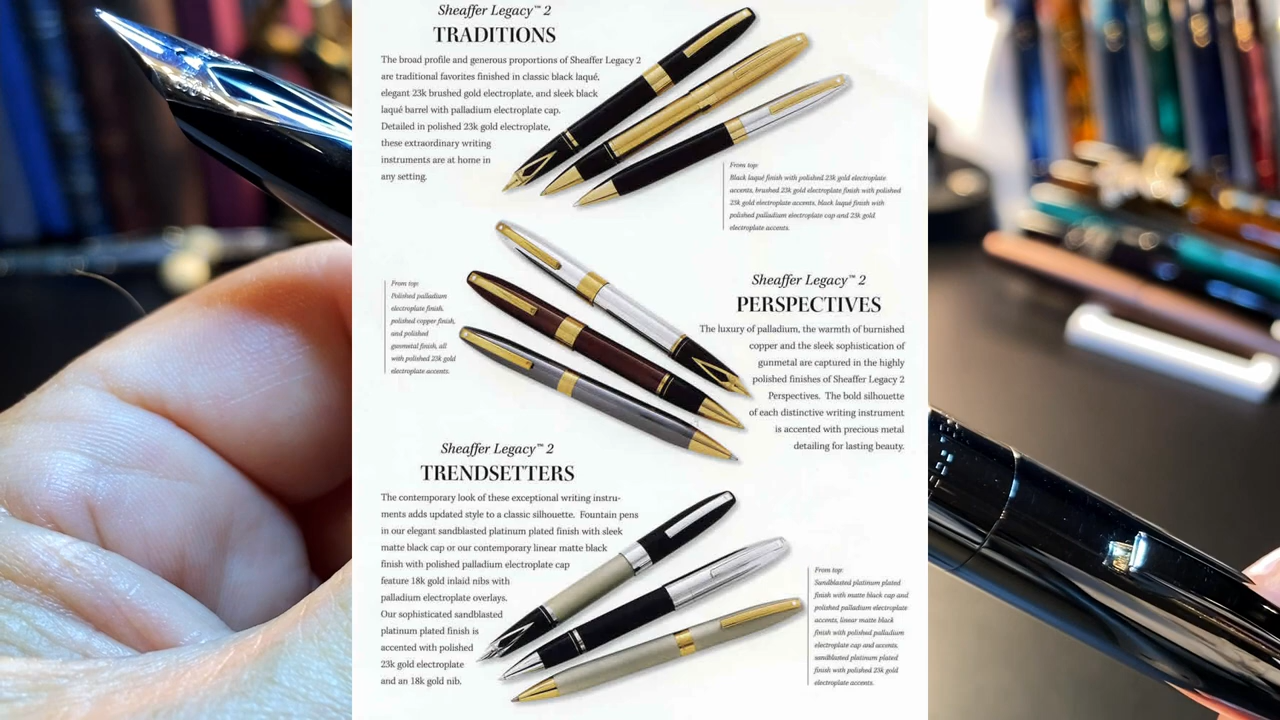 Sheaffer Legacy™ 2
TRADITIONS
The broad profile and generous proportions of Sheaffer Legacy 2
are traditional favorites finished in classic black laqué,
elegant 23k brushed gold electroplate, and sleek black
laqué barrel with palladium electroplate cap.
Detailed in polished 23k gold electroplate,
these extraordinary writing
instruments are at home in
any setting.
From top:
Black laqué finish with polished 23k gold electroplate
accents, brushed 23k gold electroplate finish with polished
23k gold electroplate accents, black laqué finish with
polished palladium electroplate cap and 23k gold
electroplate accents.
From top:
Polished palladium
electroplate finish,
polished copper finish,
and polished
gunmetal finish, all
with polished 23k gold
electroplate accents.
Sheaffer Legacy™ 2
PERSPECTIVES
The luxury of palladium, the warmth of burnished
copper and the sleek sophistication of
gunmetal are captured in the highly
polished finishes of Sheaffer Legacy 2
Perspectives. The bold silhouette
of each distinctive writing instrument
is accented with precious metal
detailing for lasting beauty.
Sheaffer Legacy™ 2
TRENDSETTERS
The contemporary look of these exceptional writing instru-
ments adds updated style to a classic silhouette. Fountain pens
in our elegant sandblasted platinum plated finish with sleek
matte black cap or our contemporary linear matte black
finish with polished palladium electroplate cap
feature 18k gold inlaid nibs with
palladium electroplate overlays.
Our sophisticated sandblasted
platinum plated finish is
accented with polished
23k gold electroplate
and an 18k gold nib.
From top:
Sandblasted platinum plated
finish with matte black cap and
polished palladium electroplate
accents, linear matte black
finish with polished palladium
electroplate cap and accents,
sandblasted platinum plated
finish with polished 23k gold
electroplate accents.